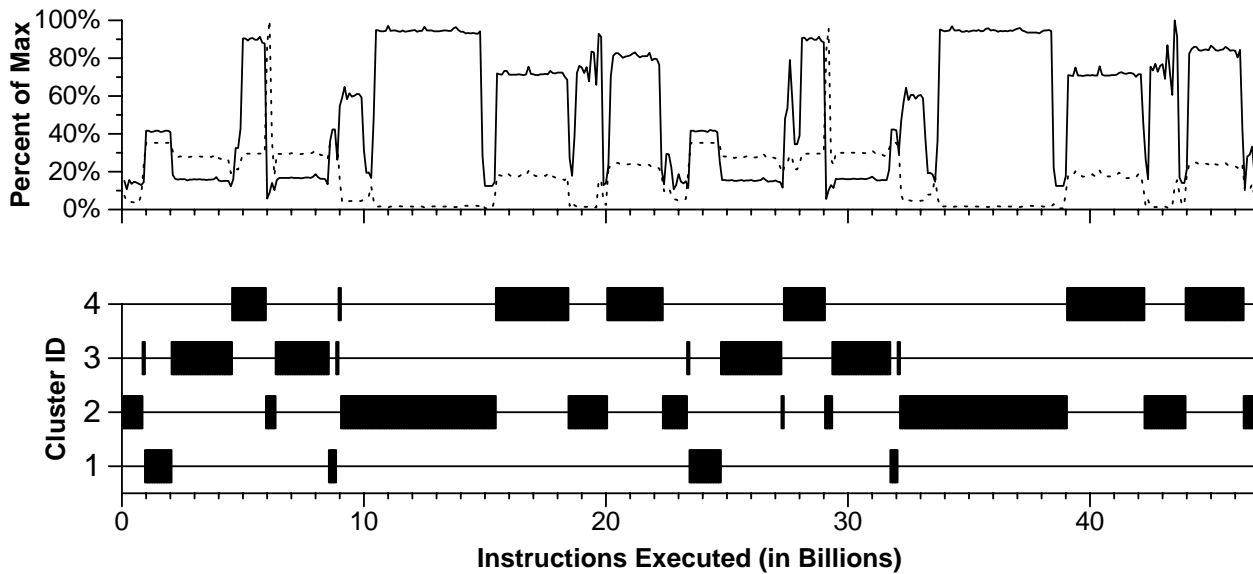 100%
80%
60%
40%
20%
0%
Percent of Max
4
3
2
1
Cluster ID
0 10 20 30 40
Instructions Executed (in Billions)